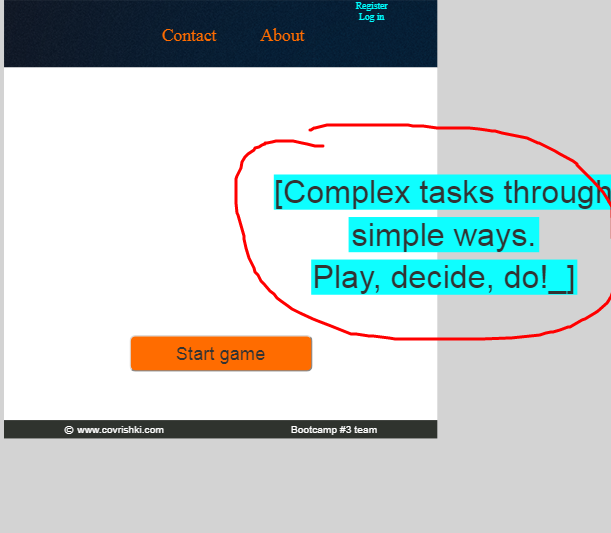 Register
Log in
Contact About
[Complex tasks through
simple ways.
Play, decide, do!_]
Start game
© www.covrishki.com Bootcamp #3 team